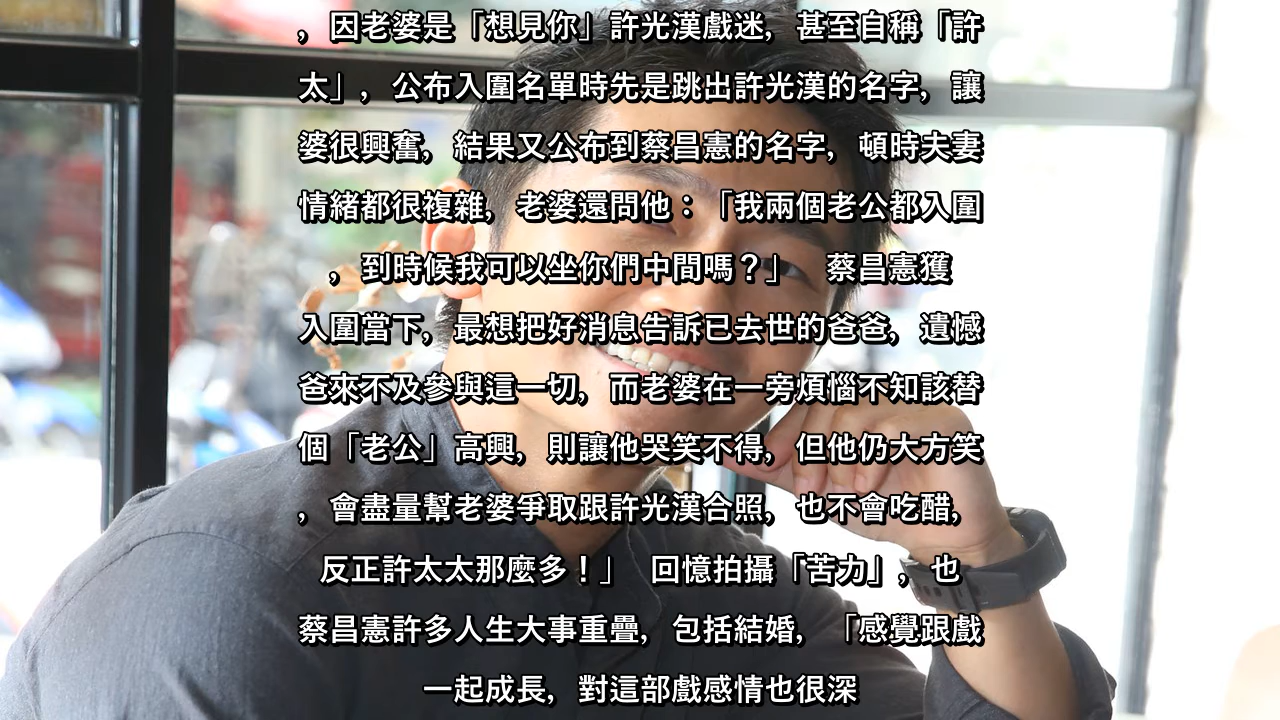 ，因老婆是「想見你」許光漢戲迷，甚至自稱「許
太」，公布入圍名單時先是跳出許光漢的名字，讓
婆很興奮，結果又公布到蔡昌憲的名字，頓時夫妻
情緒都很複雜，老婆還問他：「我兩個老公都入圍
，到時候我可以坐你們中間嗎？」　蔡昌憲獲
入圍當下，最想把好消息告訴已去世的爸爸，遺憾
爸來不及參與這一切，而老婆在一旁煩惱不知該替
個「老公」高興，則讓他哭笑不得，但他仍大方笑
，會盡量幫老婆爭取跟許光漢合照，也不會吃醋，
反正許太太那麼多！」　回憶拍攝「苦力」，也
蔡昌憲許多人生大事重疊，包括結婚，「感覺跟戲
一起成長，對這部戲感情也很深